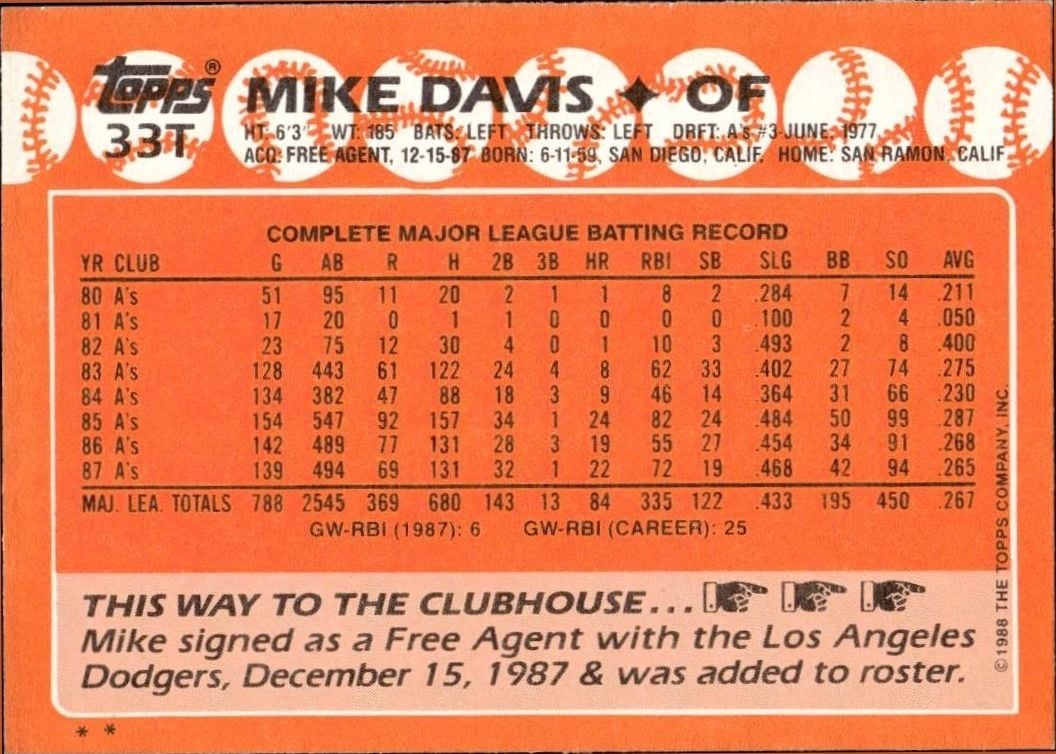 TOPPS® MIKE DAVIS ✦ OF
33T HT: 6'3" WT: 185 BATS: LEFT THROWS: LEFT DRFT: A's #3-JUNE, 1977
ACQ: FREE AGENT, 12-15-87 BORN: 6-11-59, SAN DIEGO, CALIF. HOME: SAN RAMON, CALIF
COMPLETE MAJOR LEAGUE BATTING RECORD
YR CLUB G AB R H 2B 3B HR RBI SB SLG BB SO AVG
80 A's 51 95 11 20 2 1 1 8 2 .284 7 14 .211
81 A's 17 20 0 1 1 0 0 0 0 .100 2 4 .050
82 A's 23 75 12 30 4 0 1 10 3 .493 2 8 .400
83 A's 128 443 61 122 24 4 8 62 33 .402 27 74 .275
84 A's 134 382 47 88 18 3 9 46 14 .364 31 66 .230
85 A's 154 547 92 157 34 1 24 82 24 .484 50 99 .287
86 A's 142 489 77 131 28 3 19 55 27 .454 34 91 .268
87 A's 139 494 69 131 32 1 22 72 19 .468 42 94 .265
MAJ. LEA. TOTALS 788 2545 369 680 143 13 84 335 122 .433 195 450 .267
GW-RBI (1987): 6 GW-RBI (CAREER): 25
THIS WAY TO THE CLUBHOUSE...
Mike signed as a Free Agent with the Los Angeles
Dodgers, December 15, 1987 & was added to roster.
©1988 THE TOPPS COMPANY, INC.
* *